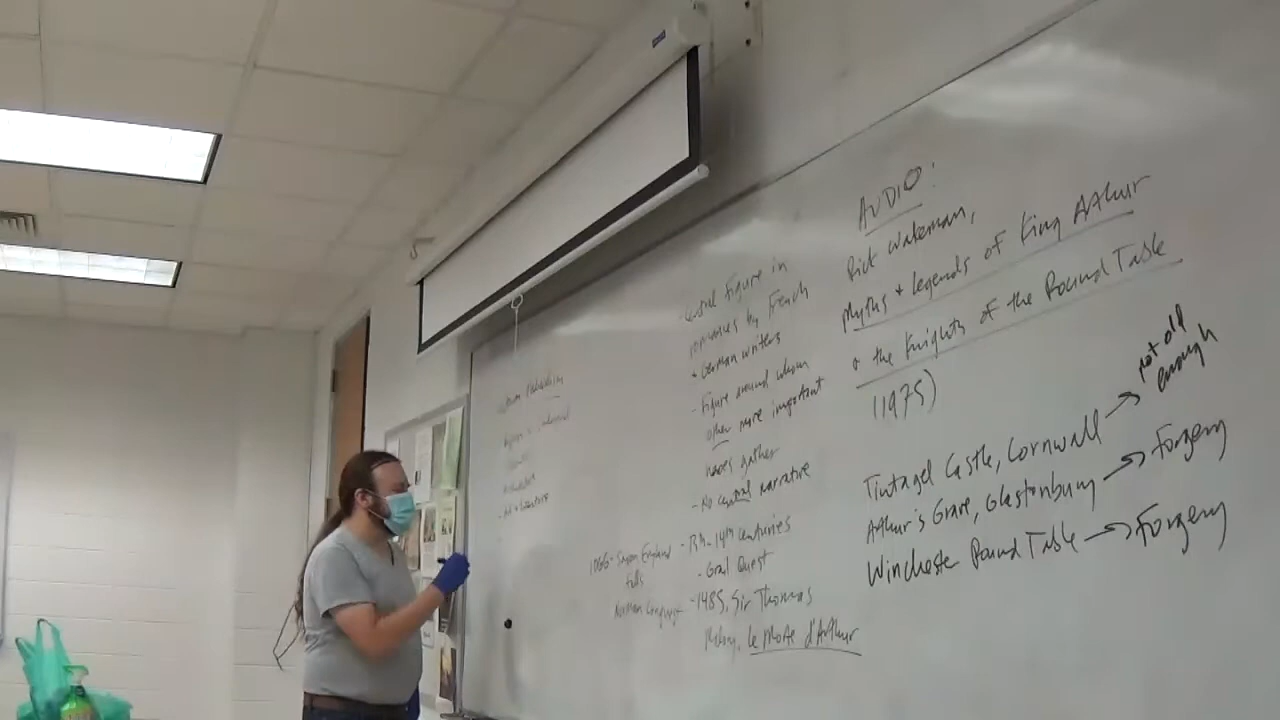 - Central figure in
romances by French
+ German writers
- Figure around whom
other more important
heroes gather
- No central narrative
- 13th-14th centuries
- Grail Quest
- 1485, Sir Thomas
Malory, Le Morte d'Arthur
1066- Saxon England
falls
Norman Conquest
AUDIO:
Rick Wakeman,
Myths + Legends of King Arthur
& the Knights of the Round Table
(1975)
Tintagel Castle, Cornwall → not old
enough
Arthur's Grave, Glastonbury → Forgery
Winchester Round Table → Forgery